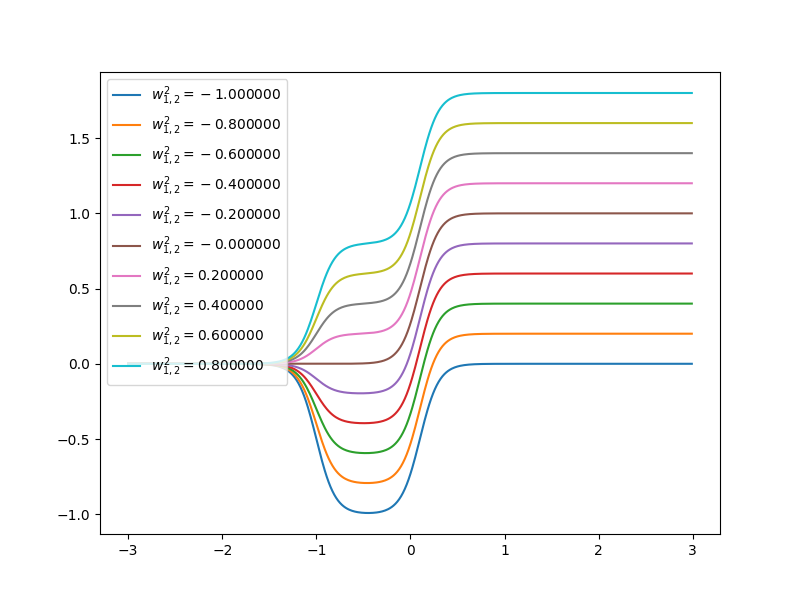 $w^2_{1,2} = -1.000000$
$w^2_{1,2} = -0.800000$
$w^2_{1,2} = -0.600000$
$w^2_{1,2} = -0.400000$
$w^2_{1,2} = -0.200000$
$w^2_{1,2} = -0.000000$
$w^2_{1,2} = 0.200000$
$w^2_{1,2} = 0.400000$
$w^2_{1,2} = 0.600000$
$w^2_{1,2} = 0.800000$
1.5
1.0
0.5
0.0
−0.5
−1.0
−3 −2 −1 0 1 2 3